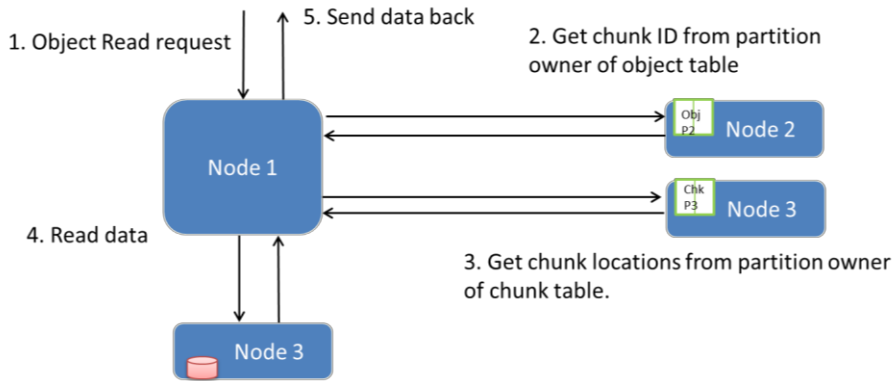 5. Send data back
1. Object Read request
2. Get chunk ID from partition
owner of object table
Obj
P2
Node 2
Node 1
Chk
P3
Node 3
4. Read data
3. Get chunk locations from partition owner
of chunk table.
Node 3